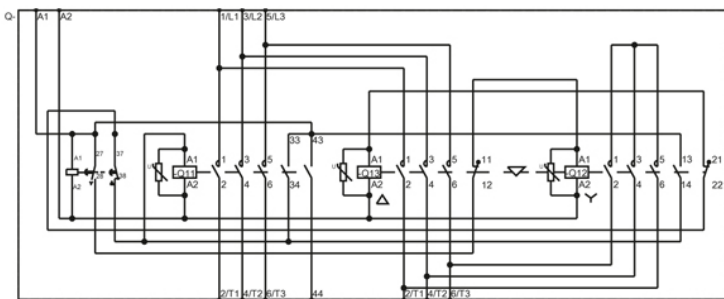 Q- A1 A2 1/L1 3/L2 5/L3
33 43
A1 27 37 U A1 1 3 5 U A1 1 3 5 11 U A1 1 3 5 13 21
-Q11 -Q13 -Q12
A2 28 38 A2 2 4 6 34 A2 2 4 6 12 A2 2 4 6 14 22
2/T1 4/T2 6/T3 44 2/T1 4/T2 6/T3